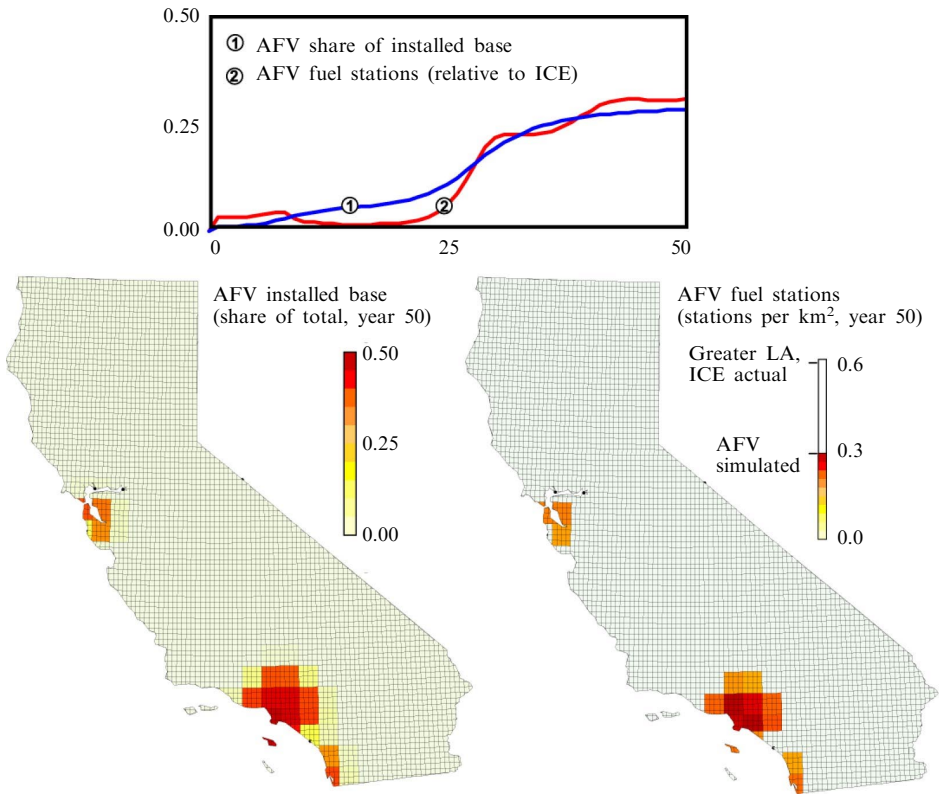 0.50
① AFV share of installed base
② AFV fuel stations (relative to ICE)
0.25
① ②
0.00
0 25 50
AFV installed base
(share of total, year 50)
0.50
0.25
0.00
AFV fuel stations
(stations per km², year 50)
Greater LA,
ICE actual
0.6
AFV
simulated
0.3
0.0